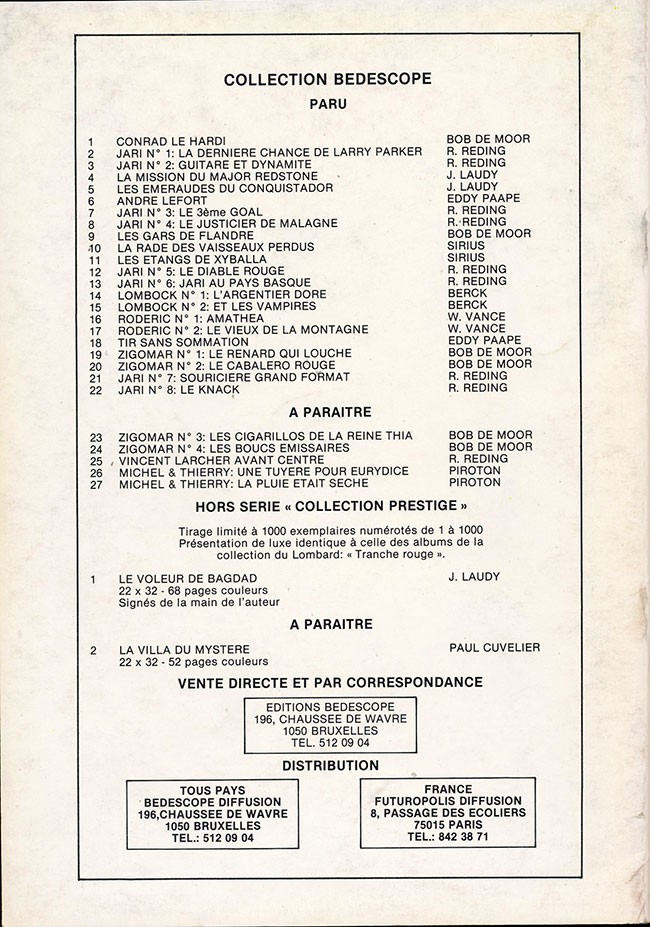 COLLECTION BEDESCOPE
PARU
1 CONRAD LE HARDI BOB DE MOOR
2 JARI N° 1: LA DERNIERE CHANCE DE LARRY PARKER R. REDING
3 JARI N° 2: GUITARE ET DYNAMITE R. REDING
4 LA MISSION DU MAJOR REDSTONE J. LAUDY
5 LES EMERAUDES DU CONQUISTADOR J. LAUDY
6 ANDRE LEFORT EDDY PAAPE
7 JARI N° 3: LE 3ème GOAL R. REDING
8 JARI N° 4: LE JUSTICIER DE MALAGNE R. REDING
9 LES GARS DE FLANDRE BOB DE MOOR
10 LA RADE DES VAISSEAUX PERDUS SIRIUS
11 LES ETANGS DE XYBALLA SIRIUS
12 JARI N° 5: LE DIABLE ROUGE R. REDING
13 JARI N° 6: JARI AU PAYS BASQUE R. REDING
14 LOMBOCK N° 1: L'ARGENTIER DORE BERCK
15 LOMBOCK N° 2: ET LES VAMPIRES BERCK
16 RODERIC N° 1: AMATHEA W. VANCE
17 RODERIC N° 2: LE VIEUX DE LA MONTAGNE W. VANCE
18 TIR SANS SOMMATION EDDY PAAPE
19 ZIGOMAR N° 1: LE RENARD QUI LOUCHE BOB DE MOOR
20 ZIGOMAR N° 2: LE CABALERO ROUGE BOB DE MOOR
21 JARI N° 7: SOURICIERE GRAND FORMAT R. REDING
22 JARI N° 8: LE KNACK R. REDING
A PARAITRE
23 ZIGOMAR N° 3: LES CIGARILLOS DE LA REINE THIA BOB DE MOOR
24 ZIGOMAR N° 4: LES BOUCS EMISSAIRES BOB DE MOOR
25 VINCENT LARCHER AVANT CENTRE R. REDING
26 MICHEL & THIERRY: UNE TUYERE POUR EURYDICE PIROTON
27 MICHEL & THIERRY: LA PLUIE ETAIT SECHE PIROTON
HORS SERIE « COLLECTION PRESTIGE »
Tirage limité à 1000 exemplaires numérotés de 1 à 1000
Présentation de luxe identique à celle des albums de la
collection du Lombard: « Tranche rouge ».
1 LE VOLEUR DE BAGDAD J. LAUDY
22 x 32 - 68 pages couleurs
Signés de la main de l'auteur
A PARAITRE
2 LA VILLA DU MYSTERE PAUL CUVELIER
22 x 32 - 52 pages couleurs
VENTE DIRECTE ET PAR CORRESPONDANCE
EDITIONS BEDESCOPE
196, CHAUSSEE DE WAVRE
1050 BRUXELLES
TEL. 512 09 04
DISTRIBUTION
TOUS PAYS
BEDESCOPE DIFFUSION
196,CHAUSSEE DE WAVRE
1050 BRUXELLES
TEL.: 512 09 04
FRANCE
FUTUROPOLIS DIFFUSION
8, PASSAGE DES ECOLIERS
75015 PARIS
TEL.: 842 38 71